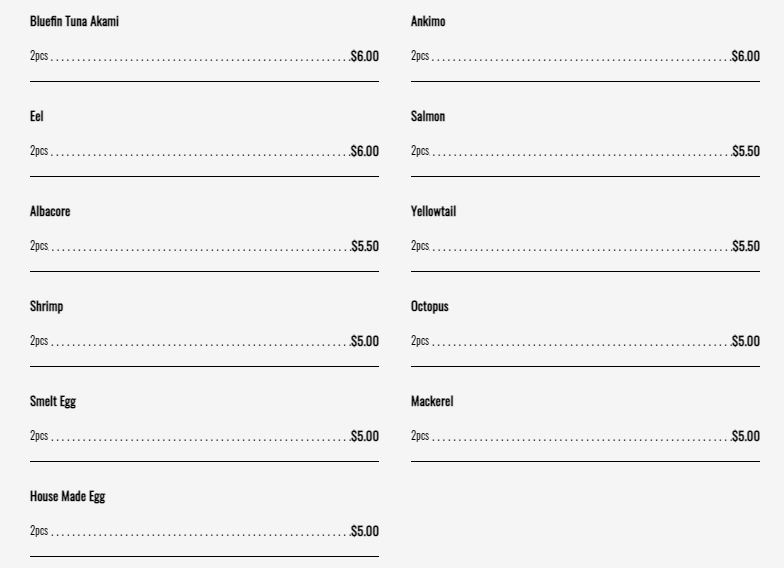 Bluefin Tuna Akami
2pcs $6.00
Ankimo
2pcs $6.00
Eel
2pcs $6.00
Salmon
2pcs $5.50
Albacore
2pcs $5.50
Yellowtail
2pcs $5.50
Shrimp
2pcs $5.00
Octopus
2pcs $5.00
Smelt Egg
2pcs $5.00
Mackerel
2pcs $5.00
House Made Egg
2pcs $5.00